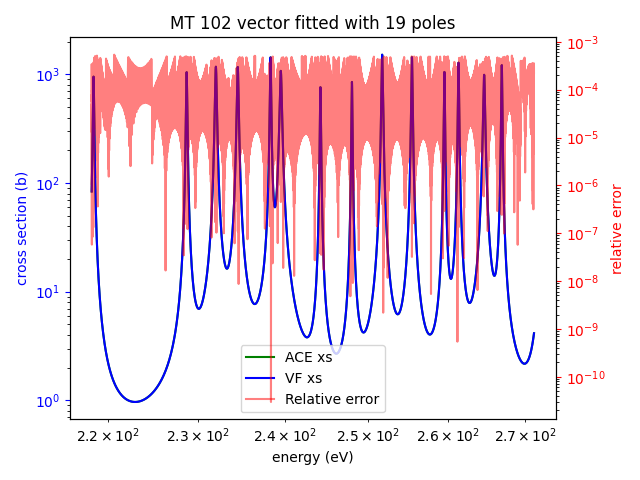 MT 102 vector fitted with 19 poles
cross section (b)
10³
10²
10¹
10⁰
relative error
10⁻³
10⁻⁴
10⁻⁵
10⁻⁶
10⁻⁷
10⁻⁸
10⁻⁹
10⁻¹⁰
ACE xs
VF xs
Relative error
2.2 × 10² 2.3 × 10² 2.4 × 10² 2.5 × 10² 2.6 × 10² 2.7 × 10²
energy (eV)